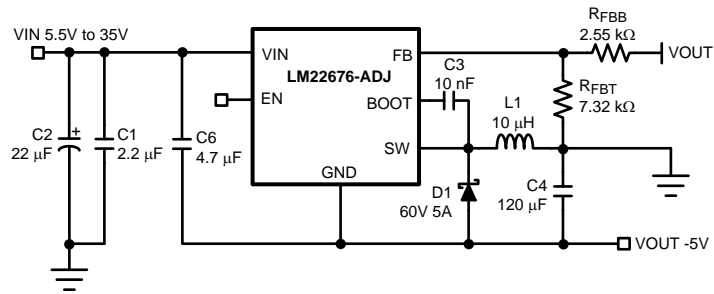 VIN 5.5V to 35V
VIN
FB
LM22676-ADJ
EN
BOOT
SW
GND
C3
10 nF
RFBB
2.55 kΩ
VOUT
RFBT
7.32 kΩ
L1
10 μH
C2
22 μF
+
C1
2.2 μF
C6
4.7 μF
D1
60V 5A
C4
120 μF
VOUT -5V